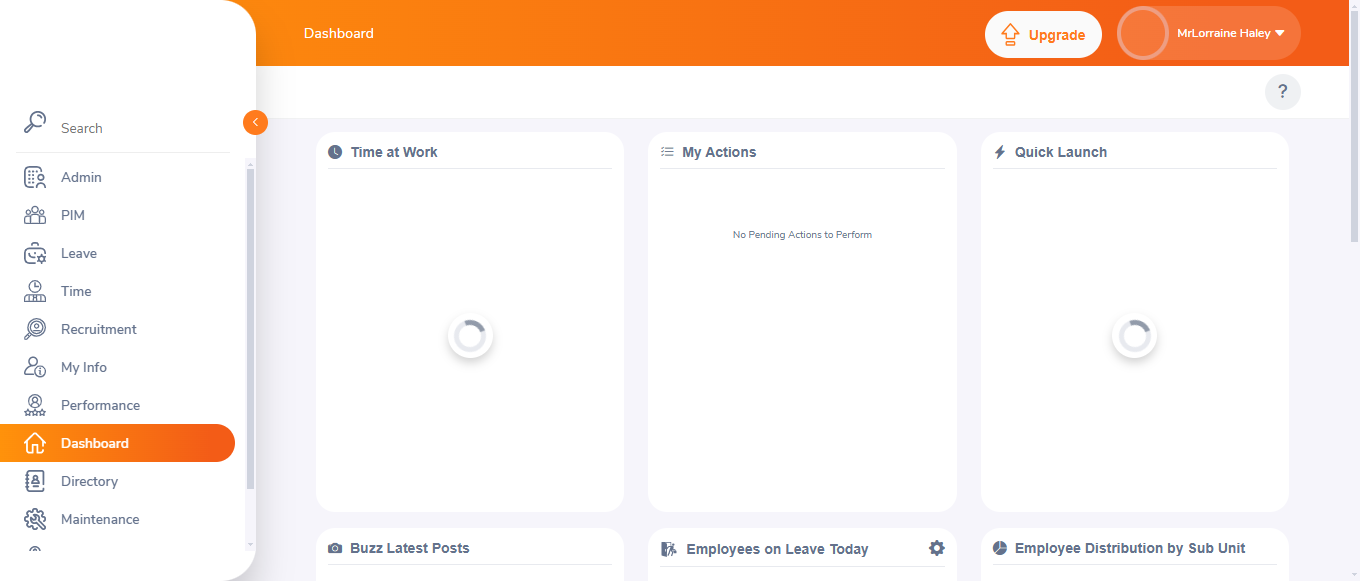 Dashboard
Upgrade
MrLorraine Haley
?
Search
Admin
PIM
Leave
Time
Recruitment
My Info
Performance
Dashboard
Directory
Maintenance
Time at Work
My Actions
No Pending Actions to Perform
Quick Launch
Buzz Latest Posts
Employees on Leave Today
Employee Distribution by Sub Unit